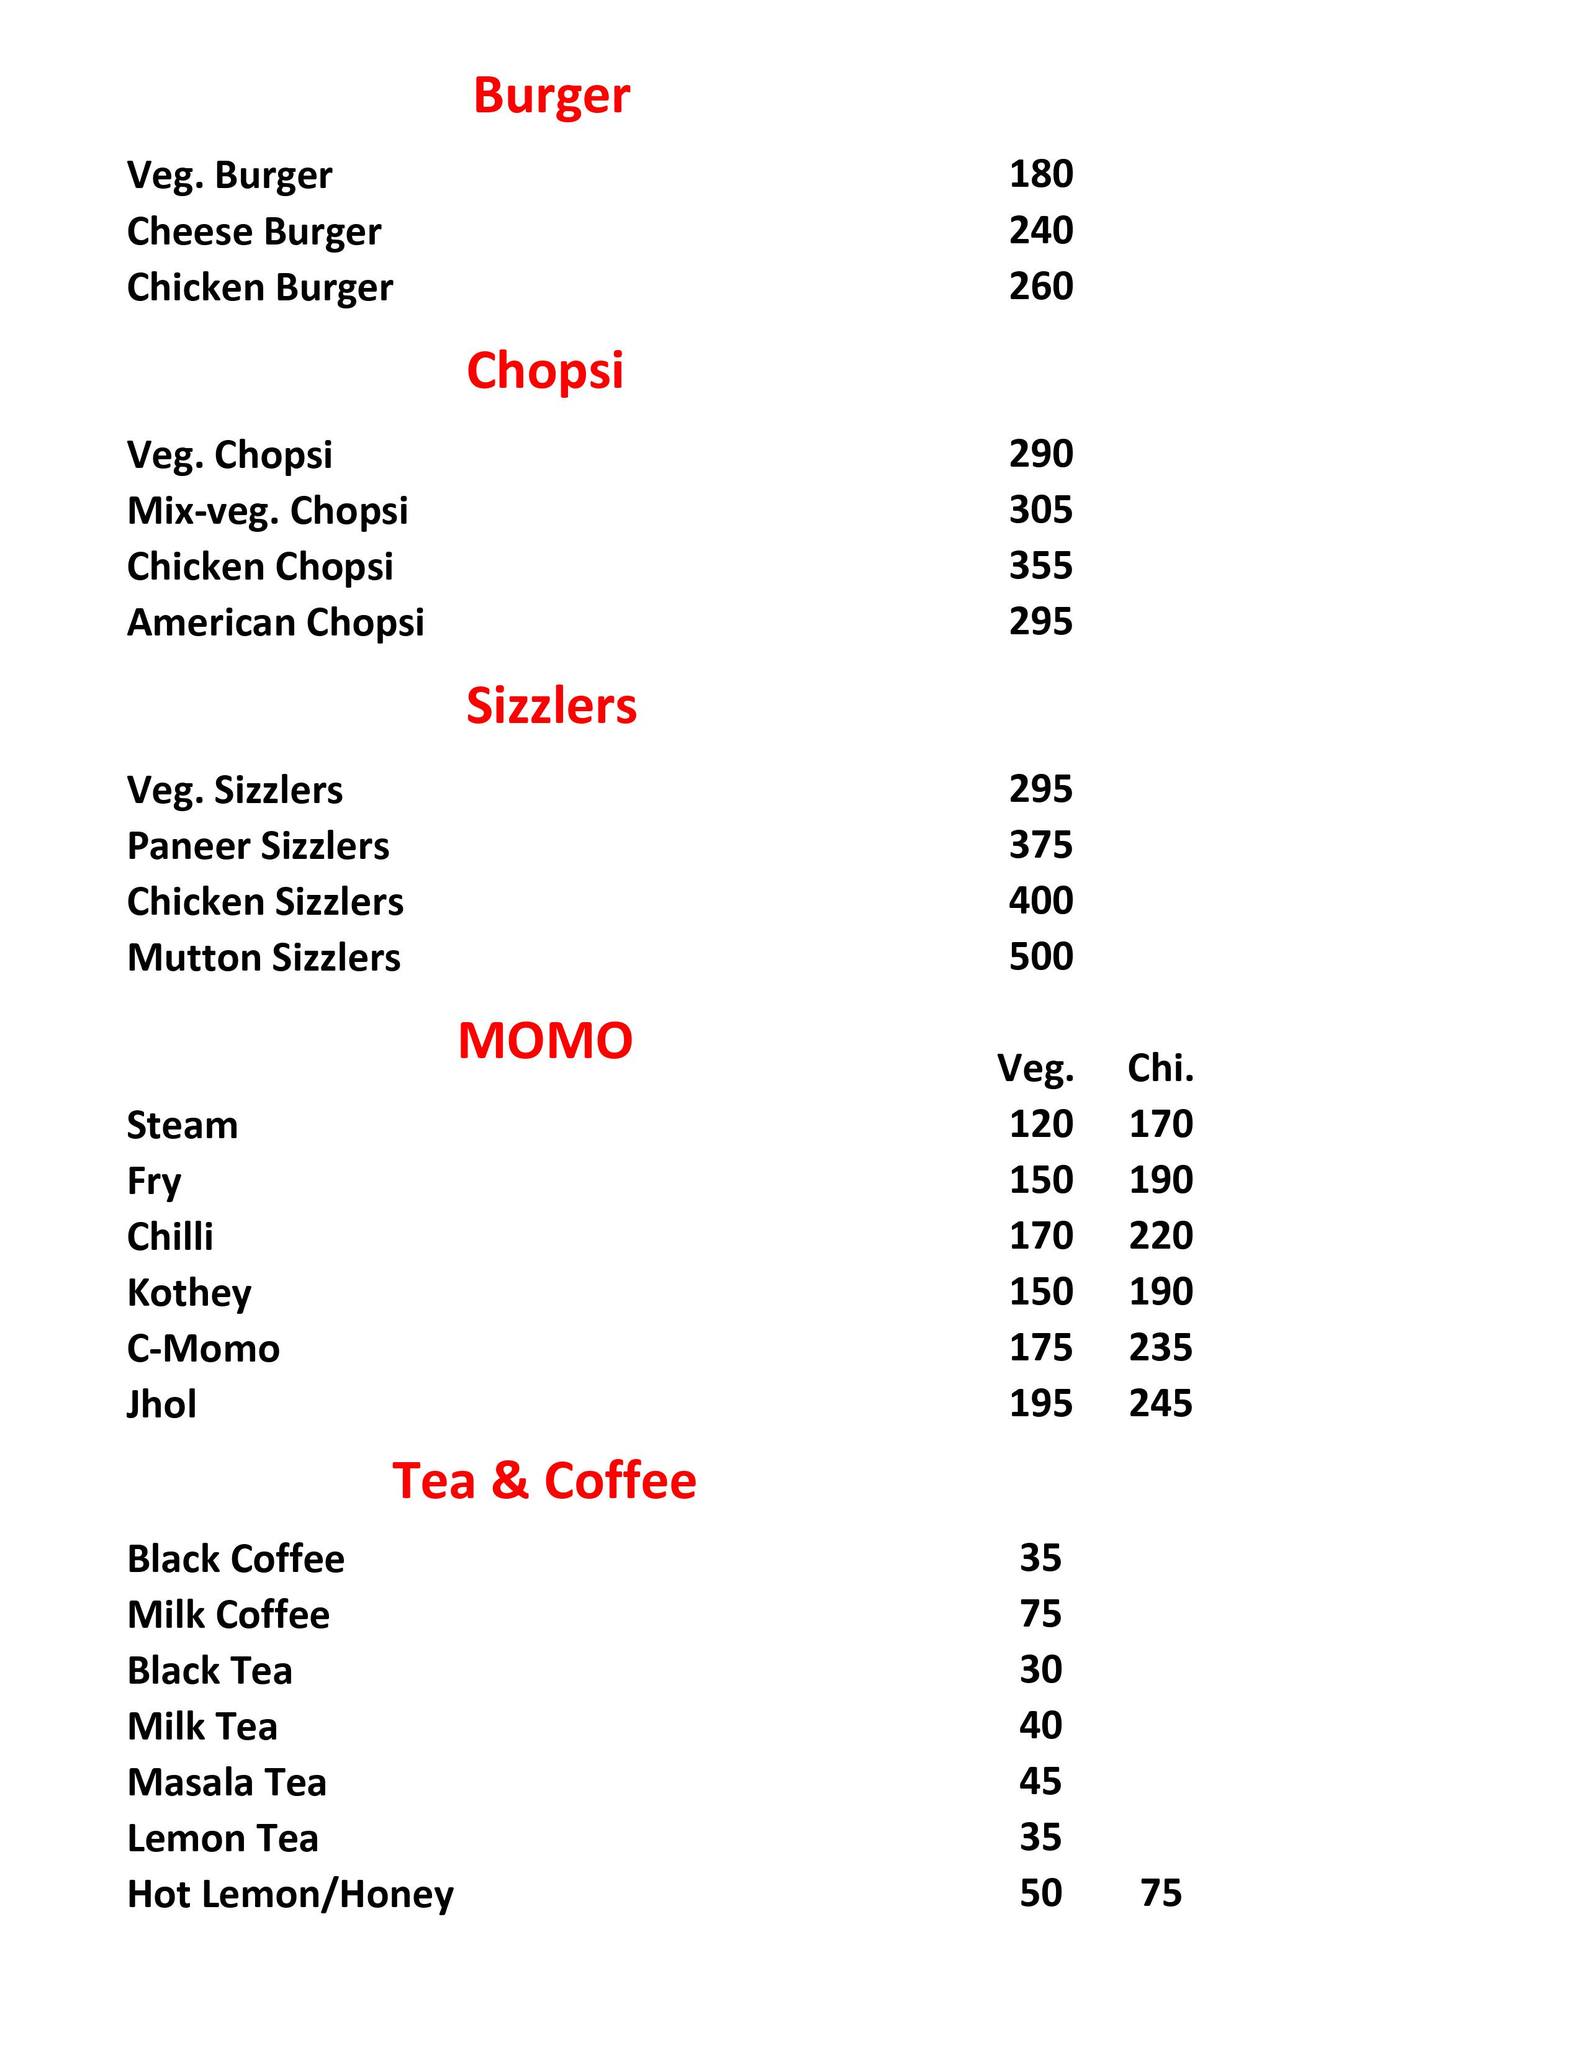 Burger
Veg. Burger 180
Cheese Burger 240
Chicken Burger 260
Chopsi
Veg. Chopsi 290
Mix-veg. Chopsi 305
Chicken Chopsi 355
American Chopsi 295
Sizzlers
Veg. Sizzlers 295
Paneer Sizzlers 375
Chicken Sizzlers 400
Mutton Sizzlers 500
MOMO
Veg. Chi.
Steam 120 170
Fry 150 190
Chilli 170 220
Kothey 150 190
C-Momo 175 235
Jhol 195 245
Tea & Coffee
Black Coffee 35
Milk Coffee 75
Black Tea 30
Milk Tea 40
Masala Tea 45
Lemon Tea 35
Hot Lemon/Honey 50 75